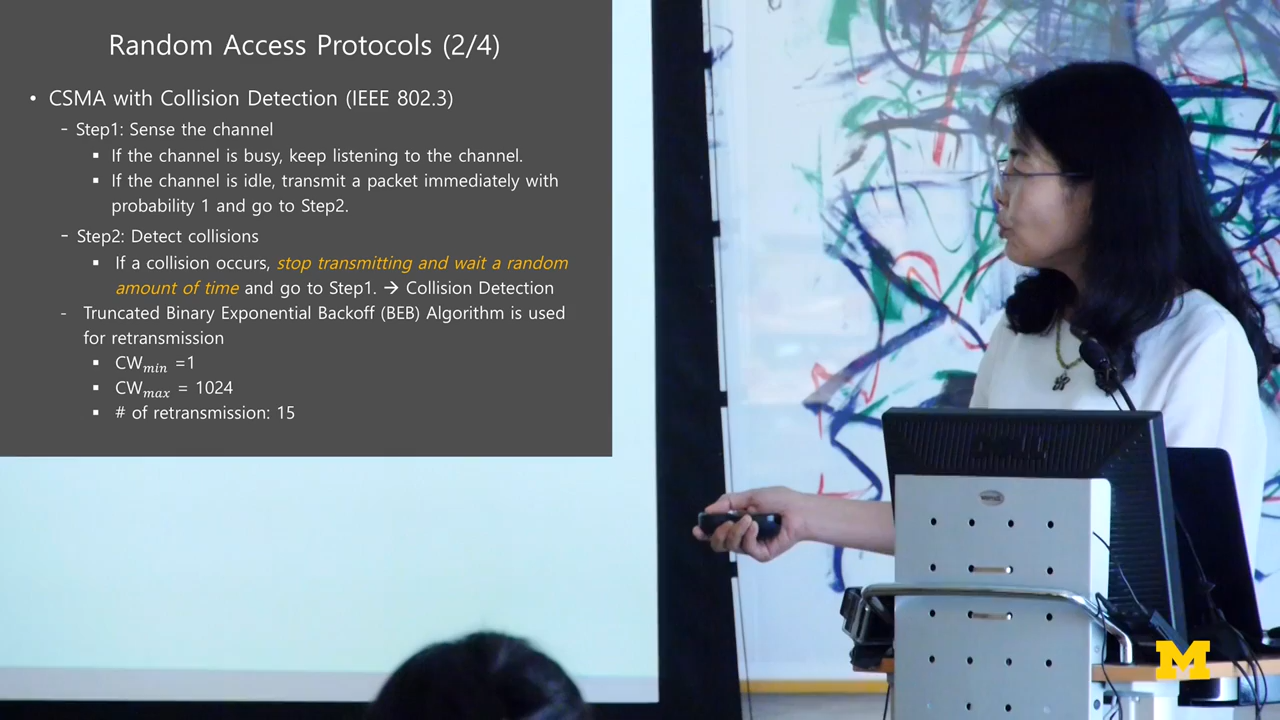 Random Access Protocols (2/4)
• CSMA with Collision Detection (IEEE 802.3)
- Step1: Sense the channel
▪ If the channel is busy, keep listening to the channel.
▪ If the channel is idle, transmit a packet immediately with
probability 1 and go to Step2.
- Step2: Detect collisions
▪ If a collision occurs, stop transmitting and wait a random
amount of time and go to Step1. → Collision Detection
- Truncated Binary Exponential Backoff (BEB) Algorithm is used
for retransmission
▪ CW_min =1
▪ CW_max = 1024
▪ # of retransmission: 15
DELL
M